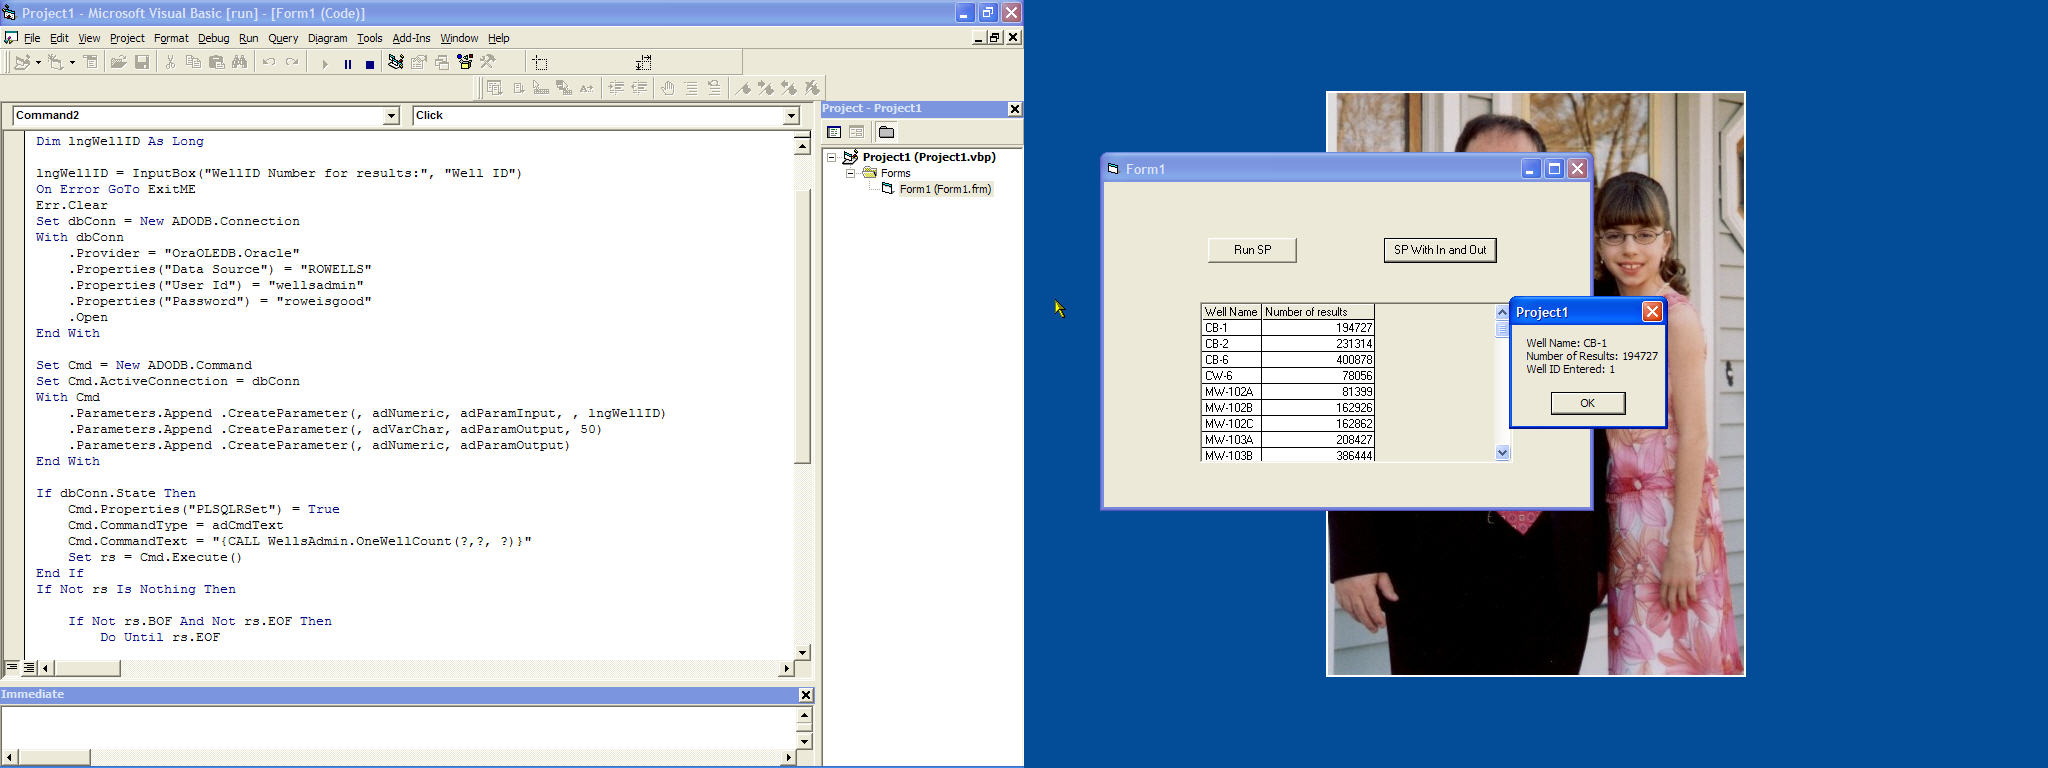 Project1 - Microsoft Visual Basic [run] - [Form1 (Code)]
File Edit View Project Format Debug Run Query Diagram Tools Add-Ins Window Help
Command2 Click
Dim lngWellID As Long
lngWellID = InputBox("WellID Number for results:", "Well ID")
On Error GoTo ExitME
Err.Clear
Set dbConn = New ADODB.Connection
With dbConn
.Provider = "OraOLEDB.Oracle"
.Properties("Data Source") = "ROWELLS"
.Properties("User Id") = "wellsadmin"
.Properties("Password") = "roweisgood"
.Open
End With
Set Cmd = New ADODB.Command
Set Cmd.ActiveConnection = dbConn
With Cmd
.Parameters.Append .CreateParameter(, adNumeric, adParamInput, , lngWellID)
.Parameters.Append .CreateParameter(, adVarChar, adParamOutput, 50)
.Parameters.Append .CreateParameter(, adNumeric, adParamOutput)
End With
If dbConn.State Then
Cmd.Properties("PLSQLRSet") = True
Cmd.CommandType = adCmdText
Cmd.CommandText = "{CALL WellsAdmin.OneWellCount(?,?, ?)}"
Set rs = Cmd.Execute()
End If
If Not rs Is Nothing Then
If Not rs.BOF And Not rs.EOF Then
Do Until rs.EOF
Immediate
Project - Project1
Project1 (Project1.vbp)
Forms
Form1 (Form1.frm)
Form1
Run SP
SP With In and Out
Well Name Number of results
CB-1 194727
CB-2 231314
CB-6 400878
CW-6 78056
MW-102A 81399
MW-102B 162926
MW-102C 162862
MW-103A 208427
MW-103B 386444
Project1
Well Name: CB-1
Number of Results: 194727
Well ID Entered: 1
OK